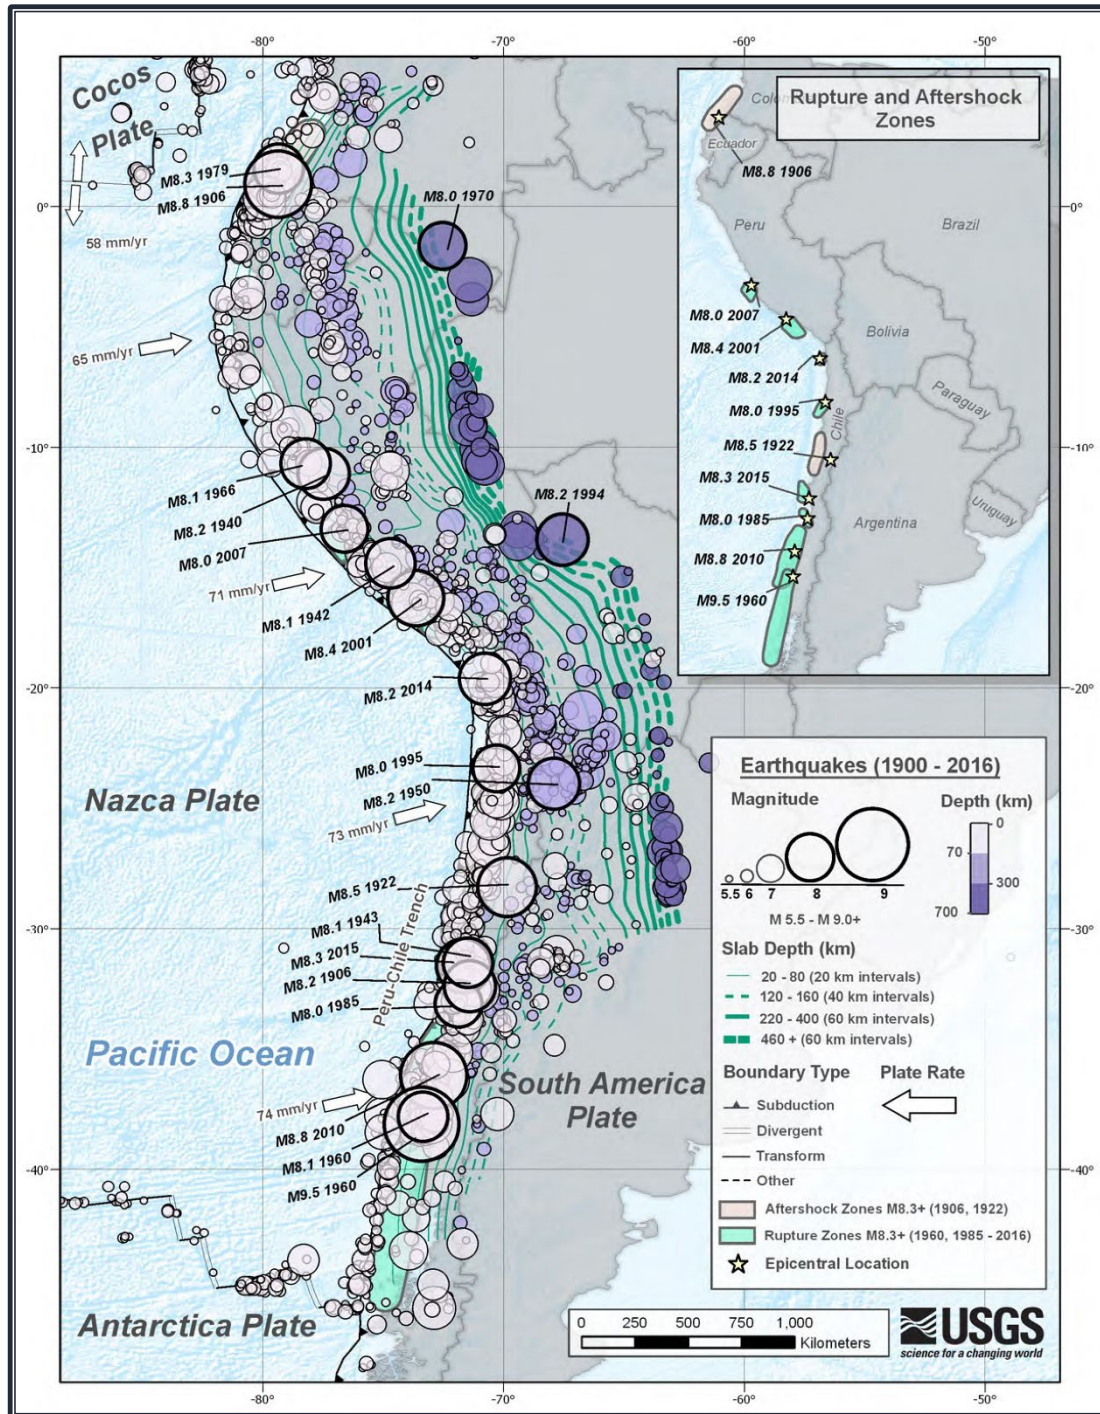 -80°
-70°
-60°
-50°
Cocos
Plate
M8.3 1979
M8.8 1906
M8.0 1970
0°
0°
58 mm/yr
65 mm/yr
-10°
-10°
M8.1 1966
M8.2 1940
M8.0 2007
M8.2 1994
71 mm/yr
M8.1 1942
M8.4 2001
M8.2 2014
-20°
-20°
M8.0 1995
M8.2 1950
Nazca Plate
73 mm/yr
M8.5 1922
M8.1 1943
M8.3 2015
M8.2 1906
M8.0 1985
Peru-Chile Trench
-30°
-30°
Pacific Ocean
South America
Plate
74 mm/yr
M8.8 2010
M8.1 1960
M9.5 1960
-40°
-40°
Antarctica Plate
-80°
-70°
-60°
-50°
Rupture and Aftershock
Zones
Ecuador
M8.8 1906
Peru
Brazil
M8.0 2007
M8.4 2001
Bolivia
M8.2 2014
Paraguay
M8.0 1995
Chile
M8.5 1922
M8.3 2015
M8.0 1985
Uruguay
Argentina
M8.8 2010
M9.5 1960
Earthquakes (1900 - 2016)
Magnitude
Depth (km)
0
70
300
700
5.5 6 7 8 9
M 5.5 - M 9.0+
Slab Depth (km)
20 - 80 (20 km intervals)
120 - 160 (40 km intervals)
220 - 400 (60 km intervals)
460 + (60 km intervals)
Boundary Type
Plate Rate
Subduction
Divergent
Transform
Other
Aftershock Zones M8.3+ (1906, 1922)
Rupture Zones M8.3+ (1960, 1985 - 2016)
Epicentral Location
0 250 500 750 1,000
Kilometers
USGS
science for a changing world